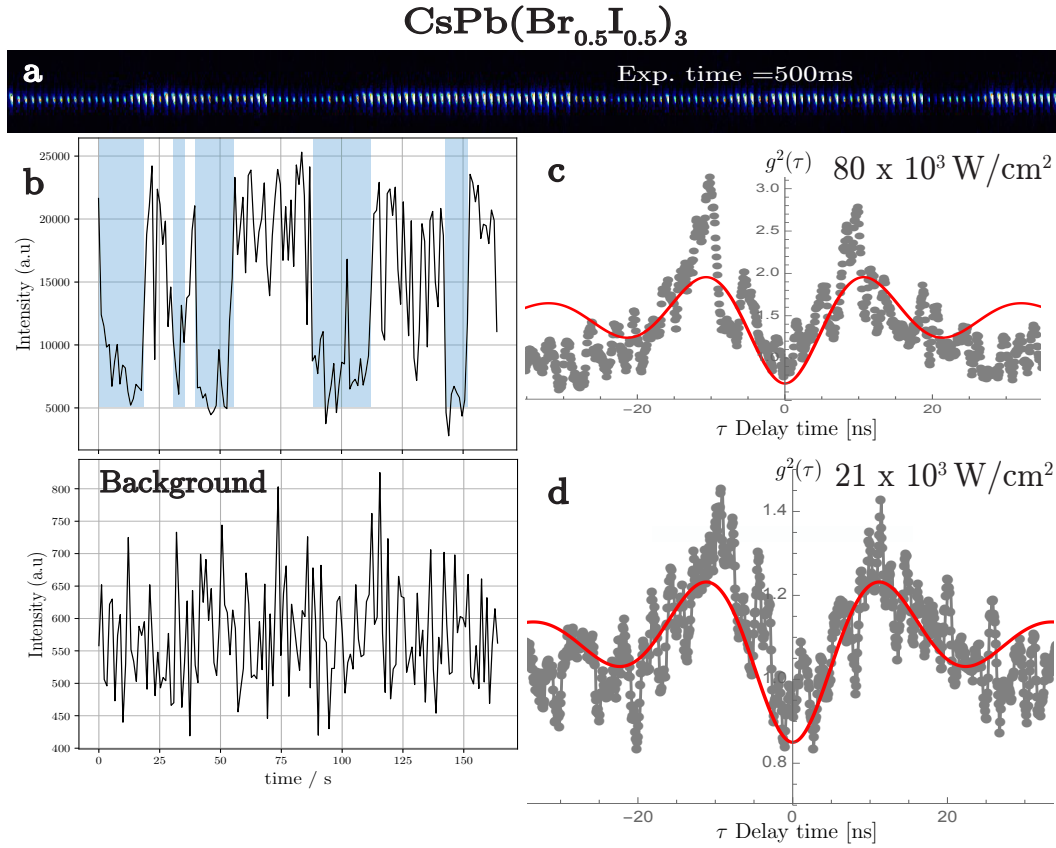 CsPb(Br₀.₅I₀.₅)₃
a
Exp. time =500ms
b
25000
20000
15000
10000
5000
Intensity (a.u)
Background
800
750
700
650
600
550
500
450
400
Intensity (a.u)
0
25
50
75
100
125
150
time / s
c
g²(τ)
80 x 10³ W/cm²
3.0
2.5
2.0
1.5
1.0
−20
0
20
τ Delay time [ns]
d
g²(τ)
21 x 10³ W/cm²
1.4
1.2
1.0
0.8
−20
0
20
τ Delay time [ns]